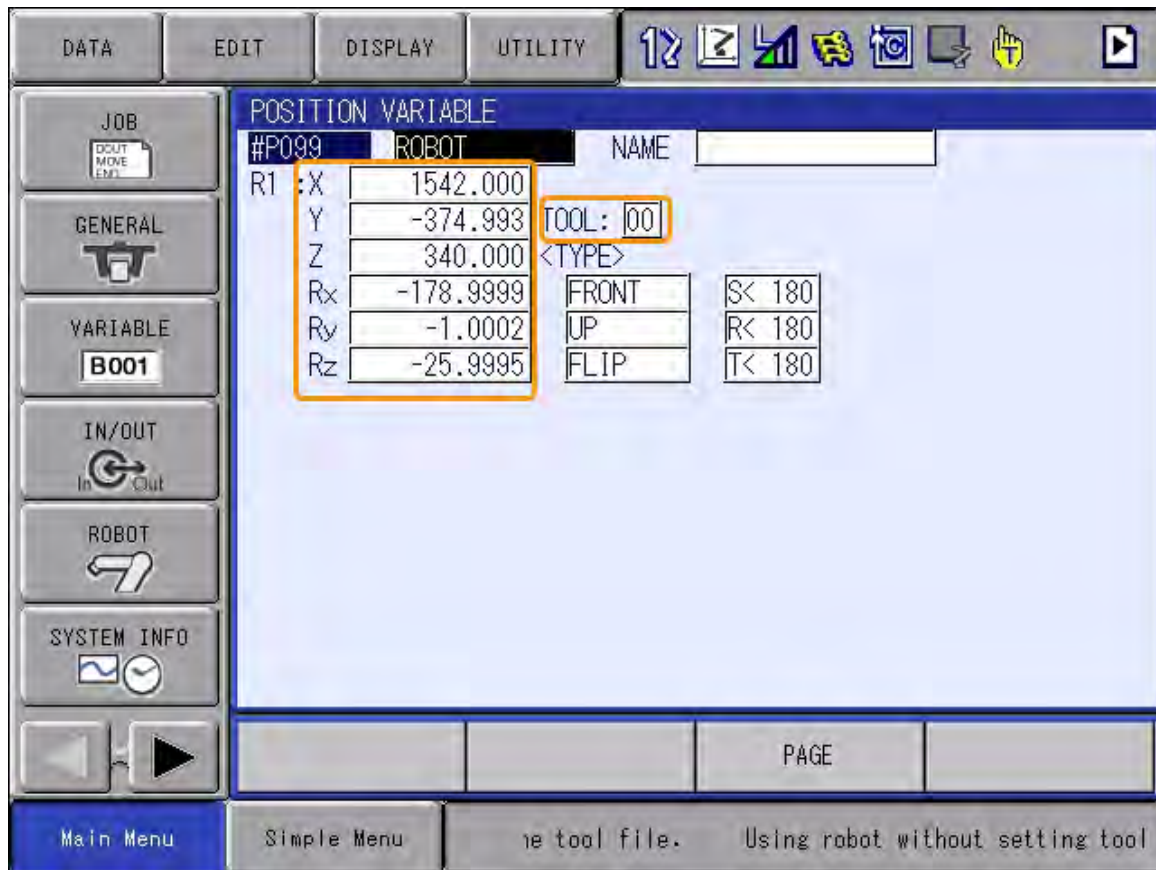 DATA EDIT DISPLAY UTILITY
JOB
DOUT
MOVE
END
GENERAL
VARIABLE
B001
IN/OUT
In Out
ROBOT
SYSTEM INFO
POSITION VARIABLE
#P099 ROBOT NAME
R1 :X 1542.000
Y -374.993 TOOL: 00
Z 340.000 <TYPE>
Rx -178.9999 FRONT S< 180
Ry -1.0002 UP R< 180
Rz -25.9995 FLIP T< 180
PAGE
Main Menu Simple Menu tool file. Using robot without setting tool